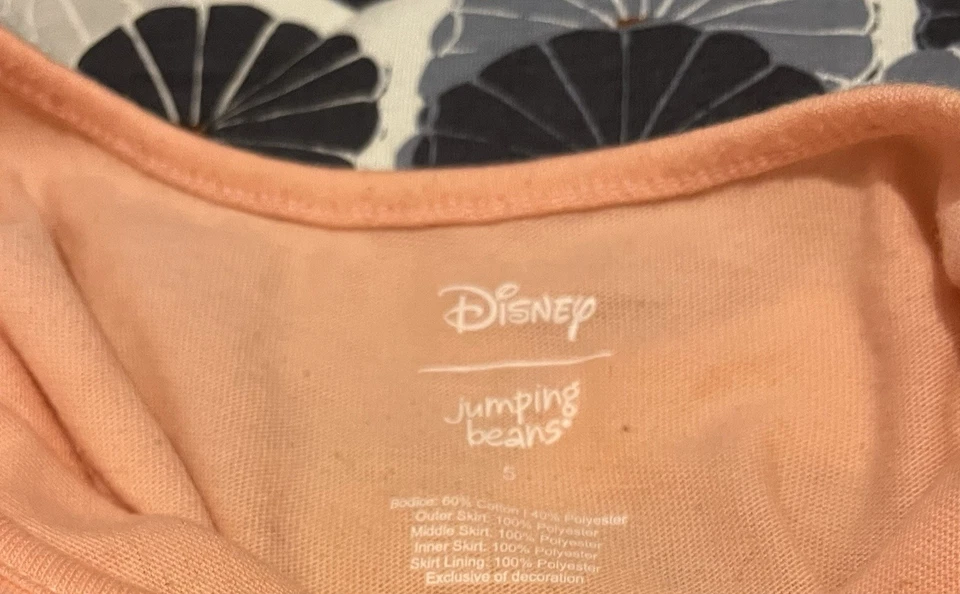 Disney
jumping
beans®
5
Bodice: 60% Cotton | 40% Polyester
Outer Skirt: 100% Polyester
Middle Skirt: 100% Polyester
Inner Skirt: 100% Polyester
Skirt Lining: 100% Polyester
Exclusive of decoration